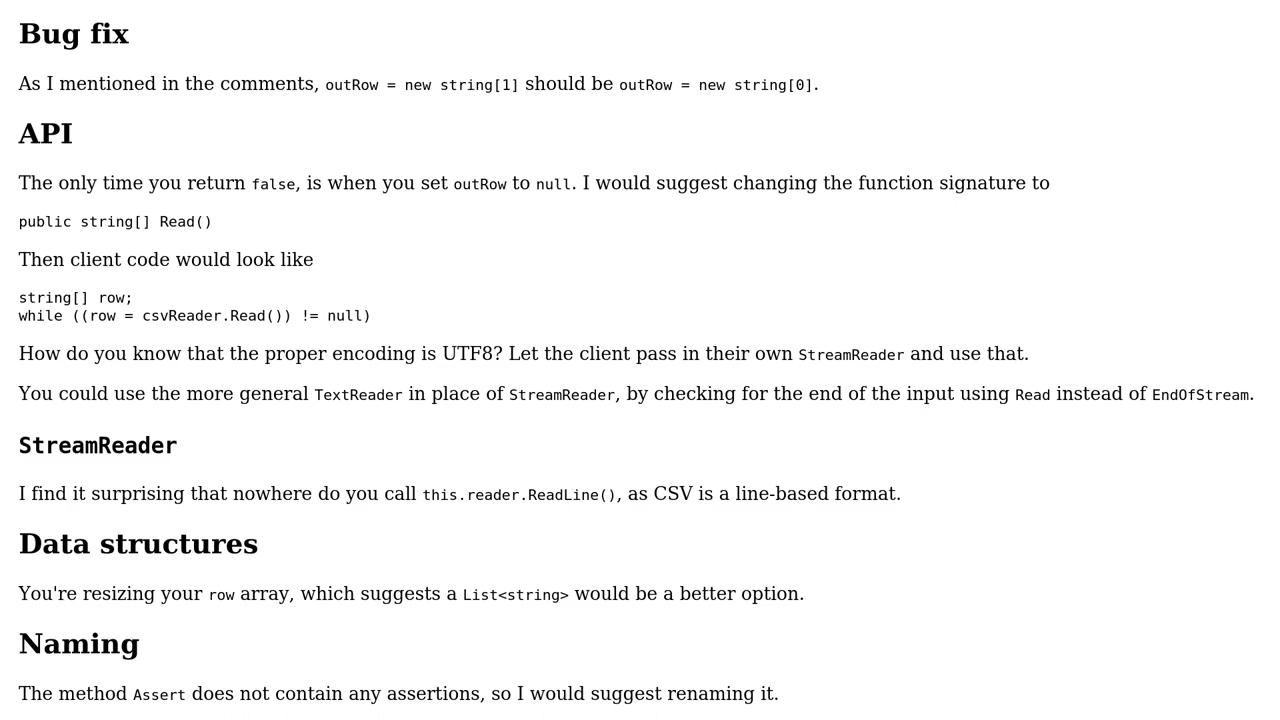 Bug fix
As I mentioned in the comments, outRow = new string[1] should be outRow = new string[0].
API
The only time you return false, is when you set outRow to null. I would suggest changing the function signature to
public string[] Read()
Then client code would look like
string[] row;
while ((row = csvReader.Read()) != null)
How do you know that the proper encoding is UTF8? Let the client pass in their own StreamReader and use that.
You could use the more general TextReader in place of StreamReader, by checking for the end of the input using Read instead of EndOfStream.
StreamReader
I find it surprising that nowhere do you call this.reader.ReadLine(), as CSV is a line-based format.
Data structures
You're resizing your row array, which suggests a List<string> would be a better option.
Naming
The method Assert does not contain any assertions, so I would suggest renaming it.